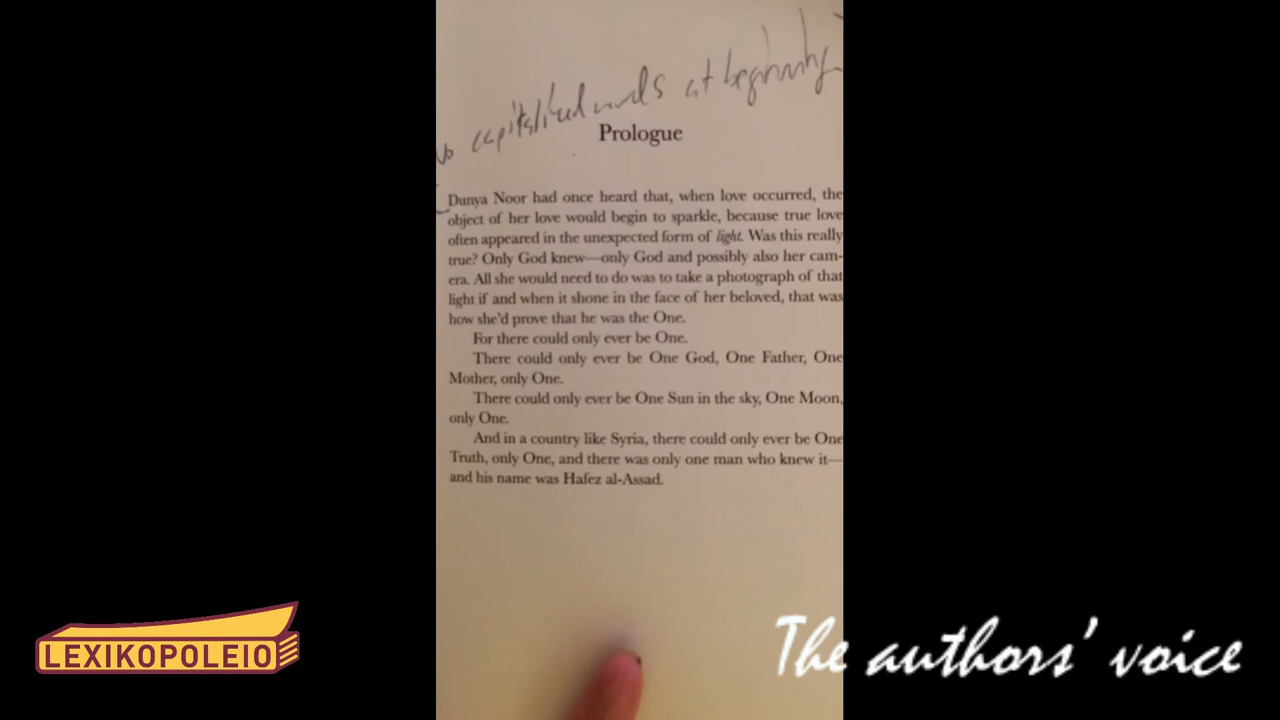 no capitalized words at beginning
Prologue
Dunya Noor had once heard that, when love occurred, the
object of her love would begin to sparkle, because true love
often appeared in the unexpected form of light. Was this really
true? Only God knew—only God and possibly also her cam-
era. All she would need to do was to take a photograph of that
light if and when it shone in the face of her beloved, that was
how she'd prove that he was the One.
For there could only ever be One.
There could only ever be One God, One Father, One
Mother, only One.
There could only ever be One Sun in the sky, One Moon,
only One.
And in a country like Syria, there could only ever be One
Truth, only One, and there was only one man who knew it—
and his name was Hafez al-Assad.
LEXIKOPOLEIO
The authors' voice